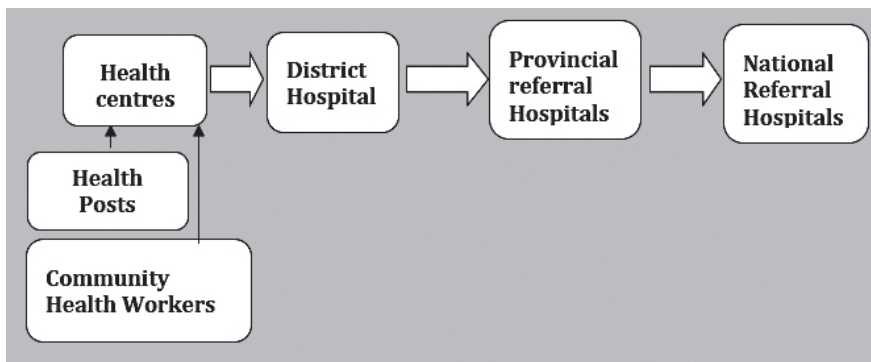 Health
centres
District
Hospital
Provincial
referral
Hospitals
National
Referral
Hospitals
Health
Posts
Community
Health Workers